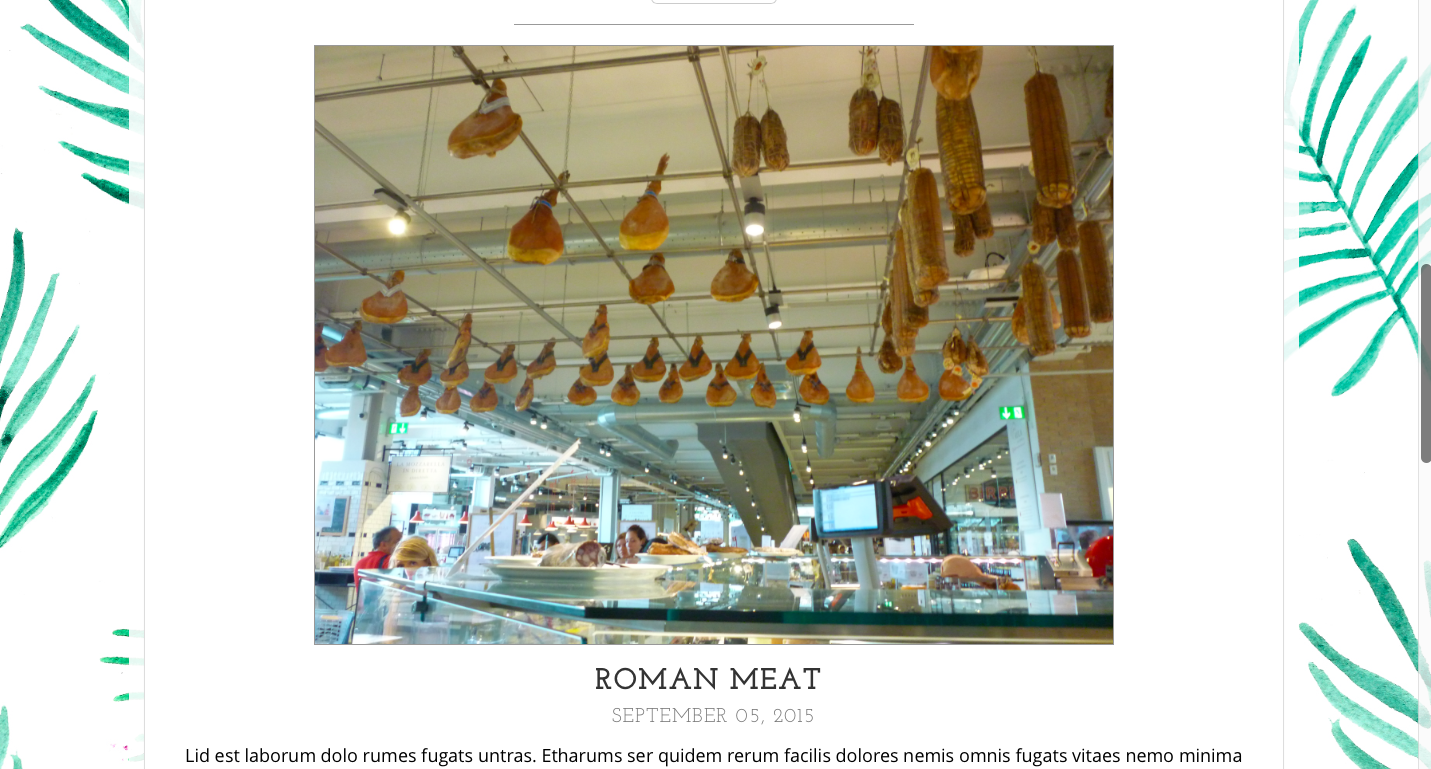 ROMAN MEAT
SEPTEMBER 05, 2015
Lid est laborum dolo rumes fugats untras. Etharums ser quidem rerum facilis dolores nemis omnis fugats vitaes nemo minima